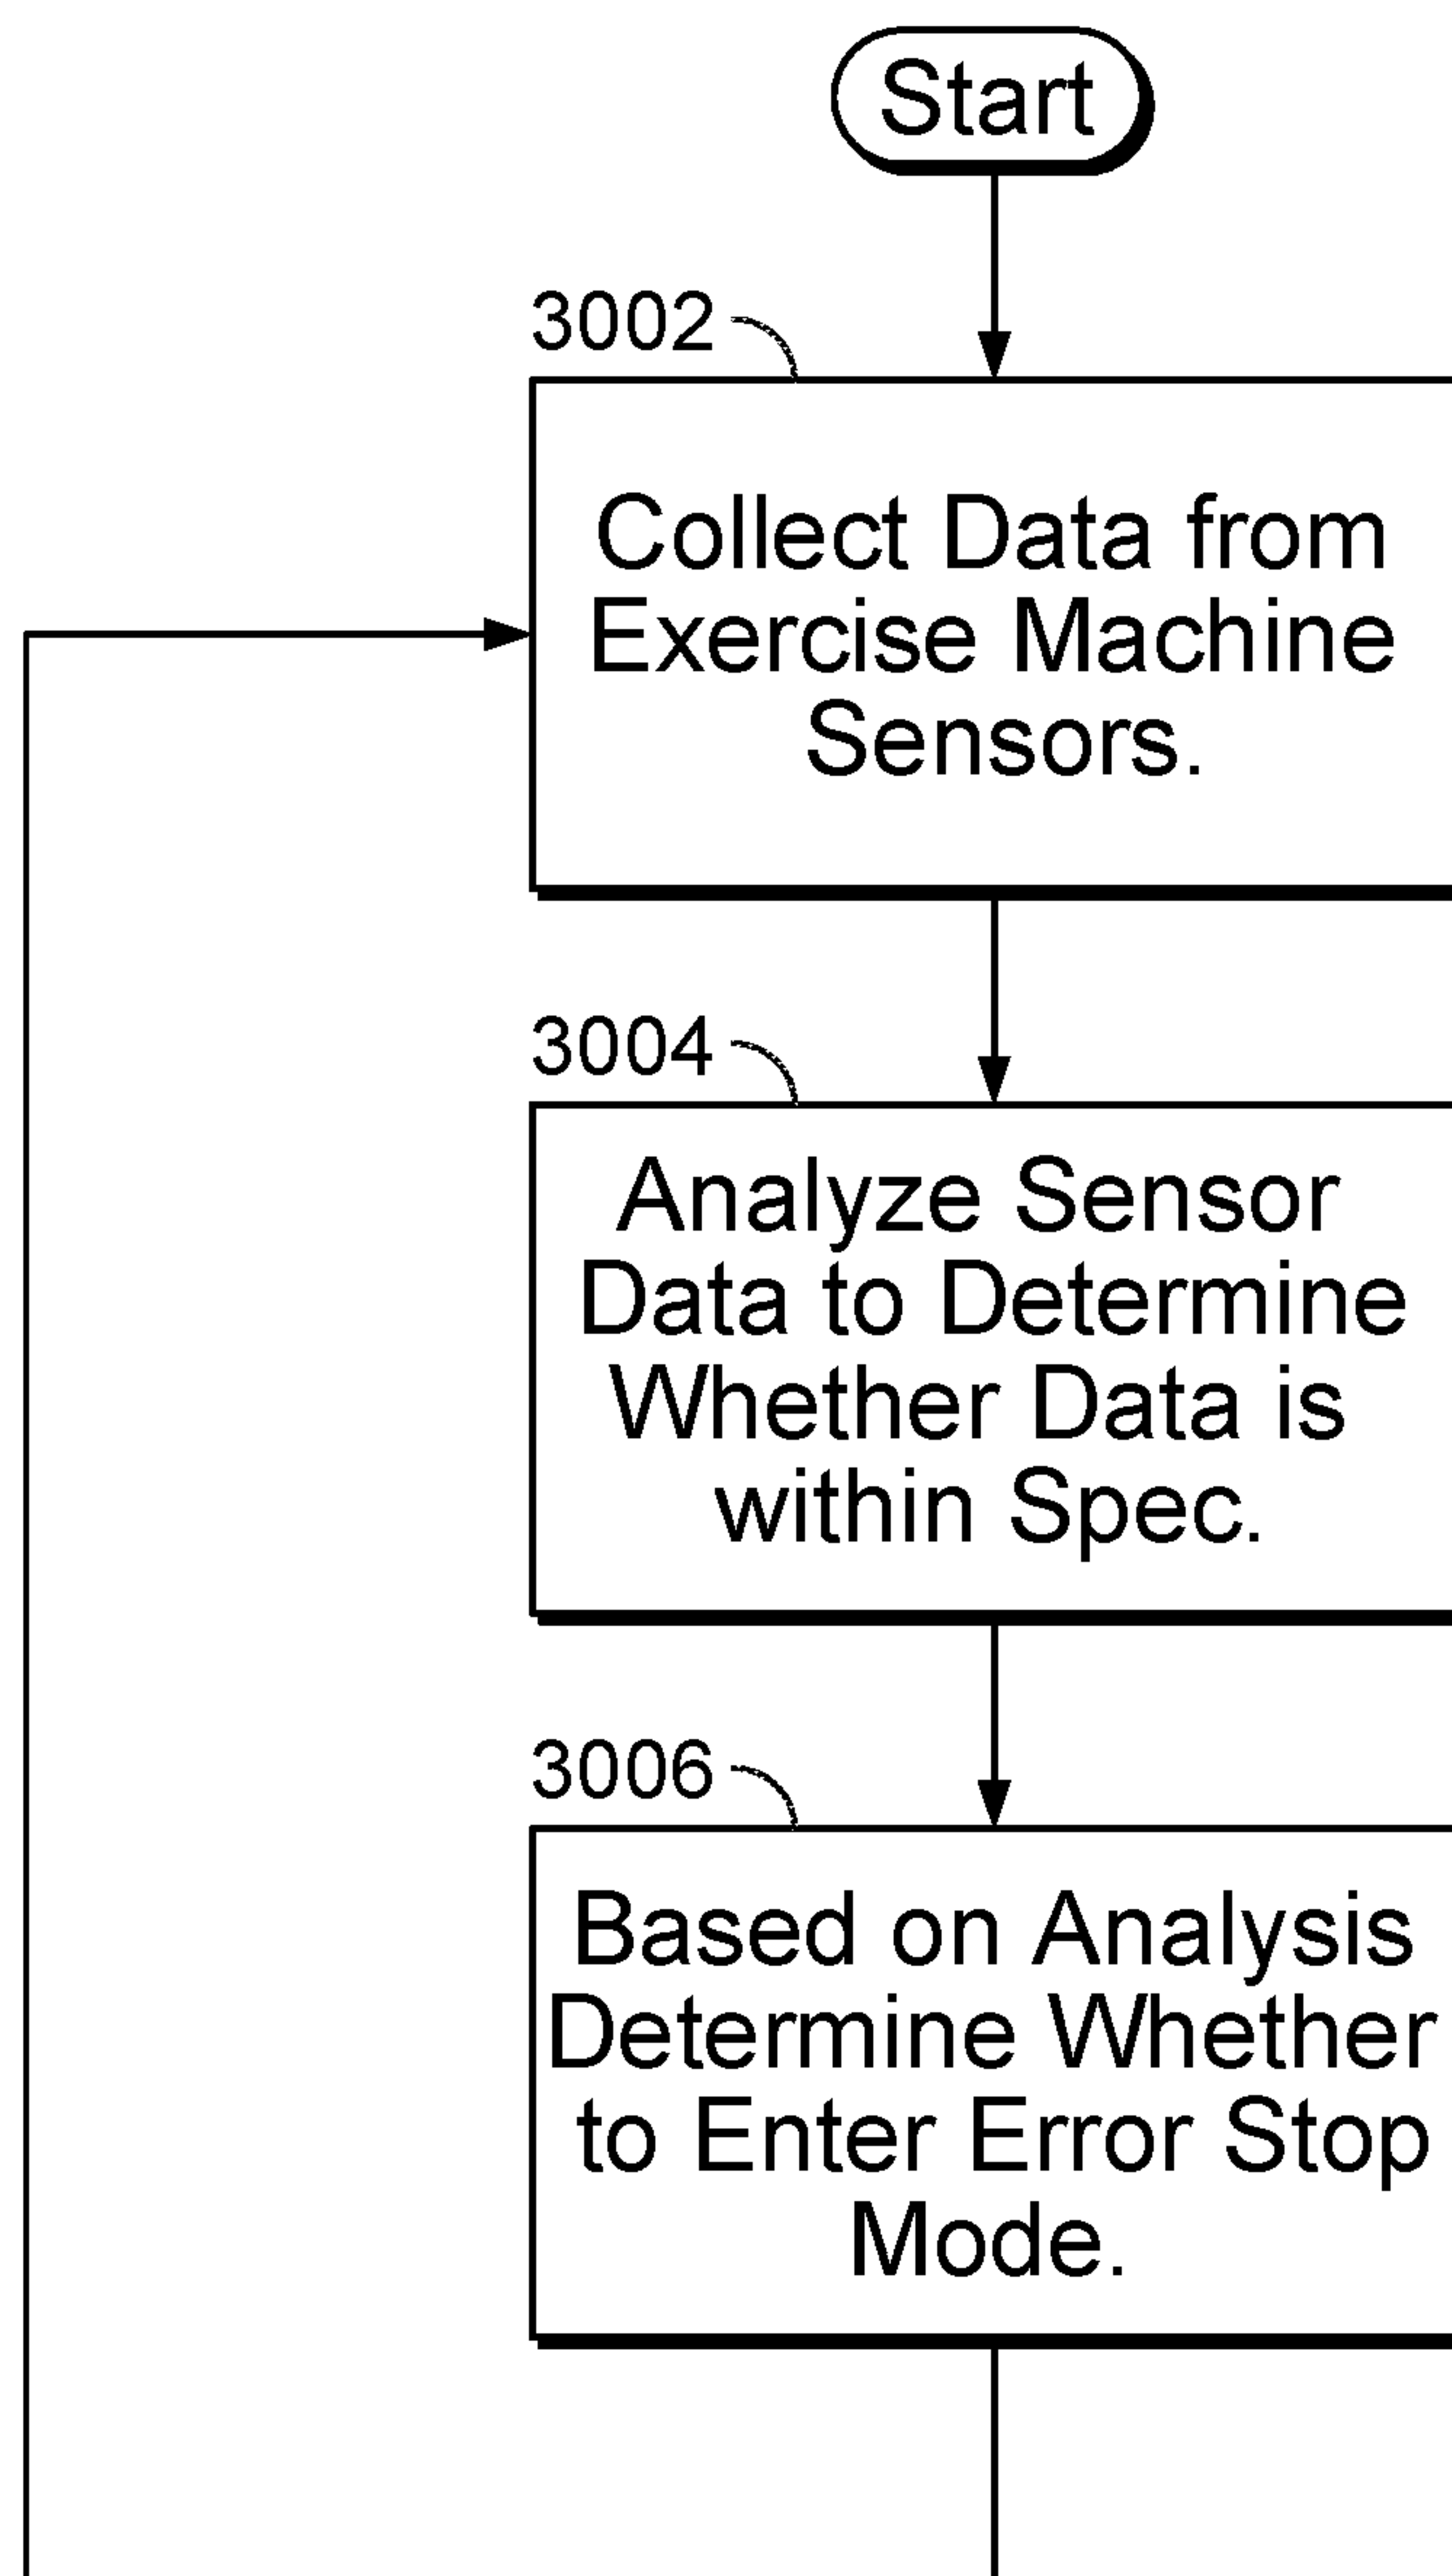 Start
3002
Collect Data from
Exercise Machine
Sensors.
3004
Analyze Sensor
Data to Determine
Whether Data is
within Spec.
3006
Based on Analysis
Determine Whether
to Enter Error Stop
Mode.